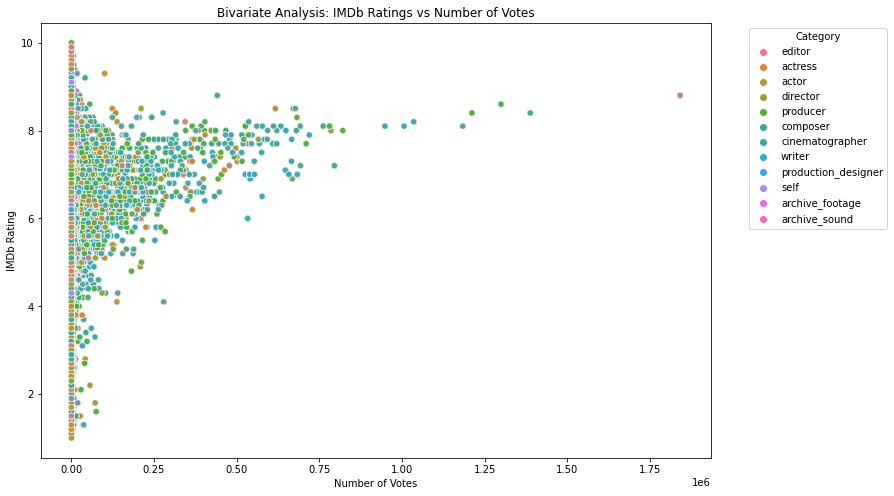 Bivariate Analysis: IMDb Ratings vs Number of Votes
Category
editor
actress
actor
director
producer
composer
cinematographer
writer
production_designer
self
archive_footage
archive_sound
IMDb Rating
10
8
6
4
2
0.00 0.25 0.50 0.75 1.00 1.25 1.50 1.75
1e6
Number of Votes